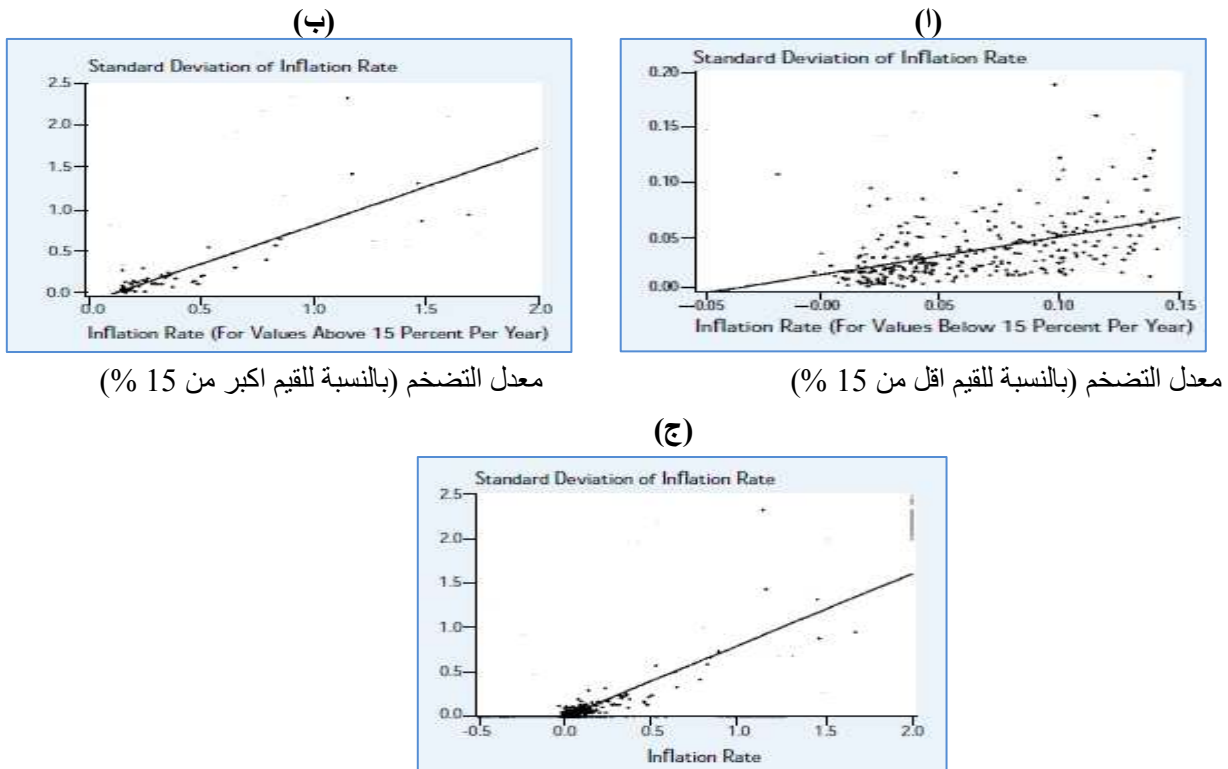 (أ)
Standard Deviation of Inflation Rate
0.20
0.15
0.10
0.05
0.00
-0.05 -0.00 0.05 0.10 0.15
Inflation Rate (For Values Below 15 Percent Per Year)
معدل التضخم (بالنسبة للقيم اقل من 15 %)
(ب)
Standard Deviation of Inflation Rate
2.5
2.0
1.5
1.0
0.5
0.0
0.0 0.5 1.0 1.5 2.0
Inflation Rate (For Values Above 15 Percent Per Year)
معدل التضخم (بالنسبة للقيم اكبر من 15 %)
(ج)
Standard Deviation of Inflation Rate
2.5
2.0
1.5
1.0
0.5
0.0
-0.5 0.0 0.5 1.0 1.5 2.0
Inflation Rate